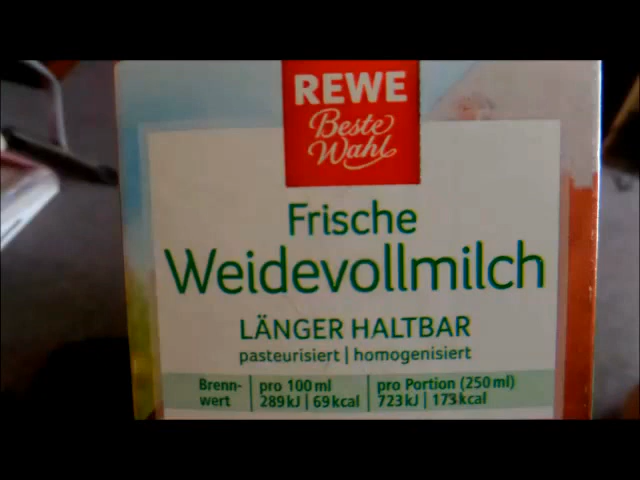 REWE
Beste
Wahl
Frische
Weidevollmilch
LÄNGER HALTBAR
pasteurisiert | homogenisiert
Brenn- | pro 100 ml | pro Portion (250 ml)
wert | 289 kJ | 69 kcal | 723 kJ | 173 kcal